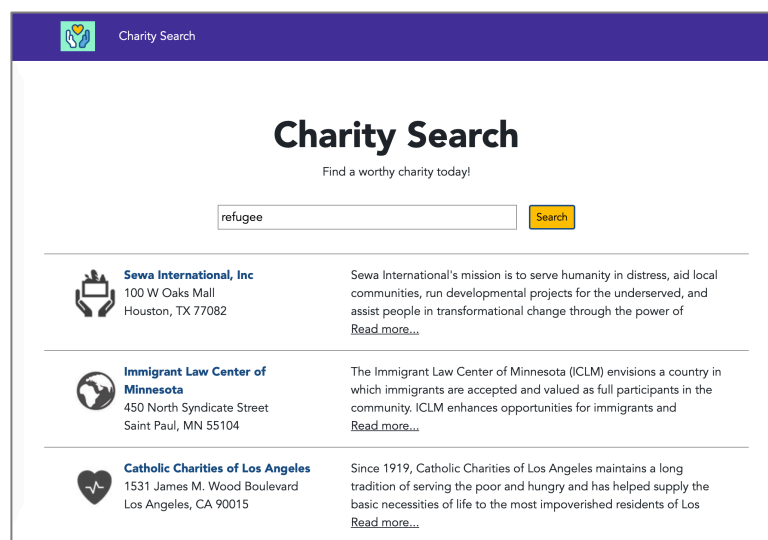 Charity Search
Charity Search
Find a worthy charity today!
refugee
Search
Sewa International, Inc
100 W Oaks Mall
Houston, TX 77082
Sewa International's mission is to serve humanity in distress, aid local
communities, run developmental projects for the underserved, and
assist people in transformational change through the power of
Read more...
Immigrant Law Center of
Minnesota
450 North Syndicate Street
Saint Paul, MN 55104
The Immigrant Law Center of Minnesota (ICLM) envisions a country in
which immigrants are accepted and valued as full participants in the
community. ICLM enhances opportunities for immigrants and
Read more...
Catholic Charities of Los Angeles
1531 James M. Wood Boulevard
Los Angeles, CA 90015
Since 1919, Catholic Charities of Los Angeles maintains a long
tradition of serving the poor and hungry and has helped supply the
basic necessities of life to the most impoverished residents of Los
Read more...